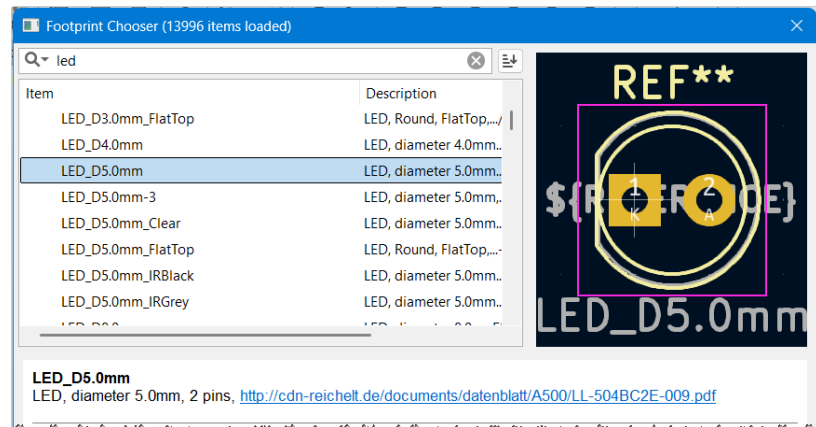 Footprint Chooser (13996 items loaded)
led
Item Description
LED_D3.0mm_FlatTop LED, Round, FlatTop,.../
LED_D4.0mm LED, diameter 4.0mm..
LED_D5.0mm LED, diameter 5.0mm..
LED_D5.0mm-3 LED, diameter 5.0mm,.
LED_D5.0mm_Clear LED, diameter 5.0mm..
LED_D5.0mm_FlatTop LED, Round, FlatTop,...-
LED_D5.0mm_IRBlack LED, diameter 5.0mm..
LED_D5.0mm_IRGrey LED, diameter 5.0mm..
REF**
1 2
K A
LED_D5.0mm
LED_D5.0mm
LED, diameter 5.0mm, 2 pins, http://cdn-reichelt.de/documents/datenblatt/A500/LL-504BC2E-009.pdf